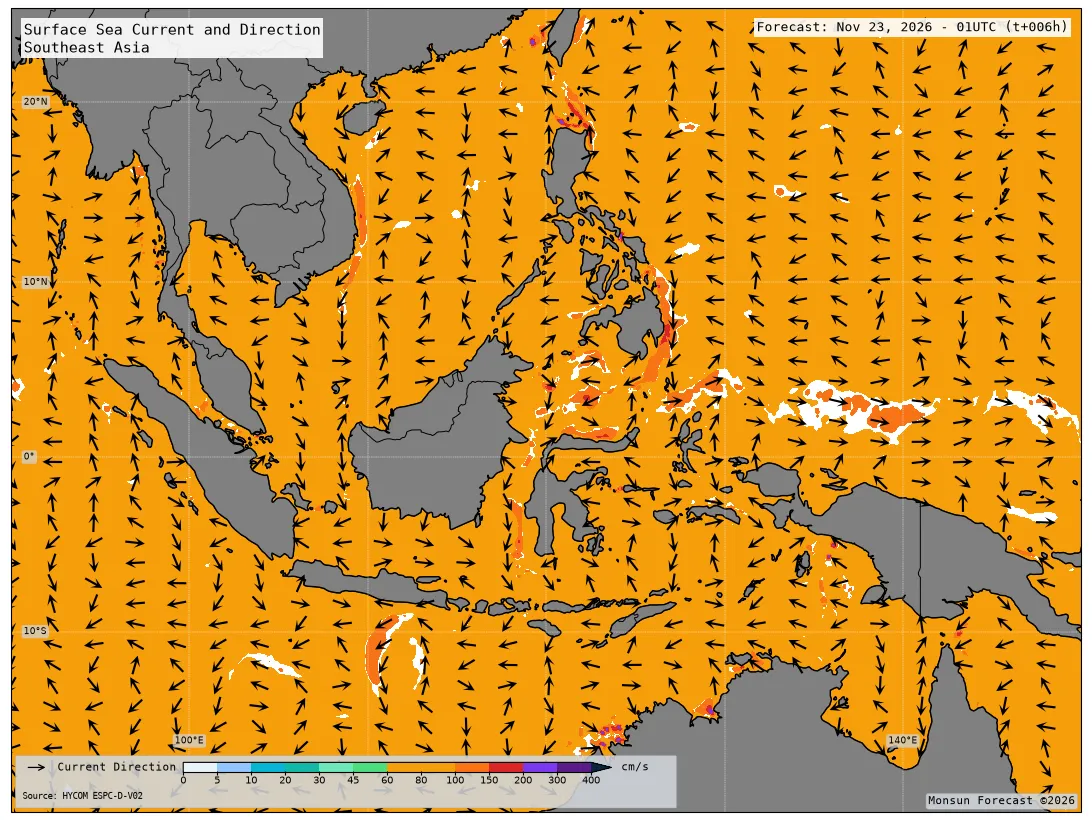 Surface Sea Current and Direction
Southeast Asia
Forecast: Nov 23, 2026 - 01UTC (t+006h)
20°N
10°N
0°
10°S
100°E
140°E
Current Direction
0 5 10 20 30 45 60 80 100 150 200 300 400 cm/s
Source: HYCOM ESPC-D-V02
Monsun Forecast ©2026